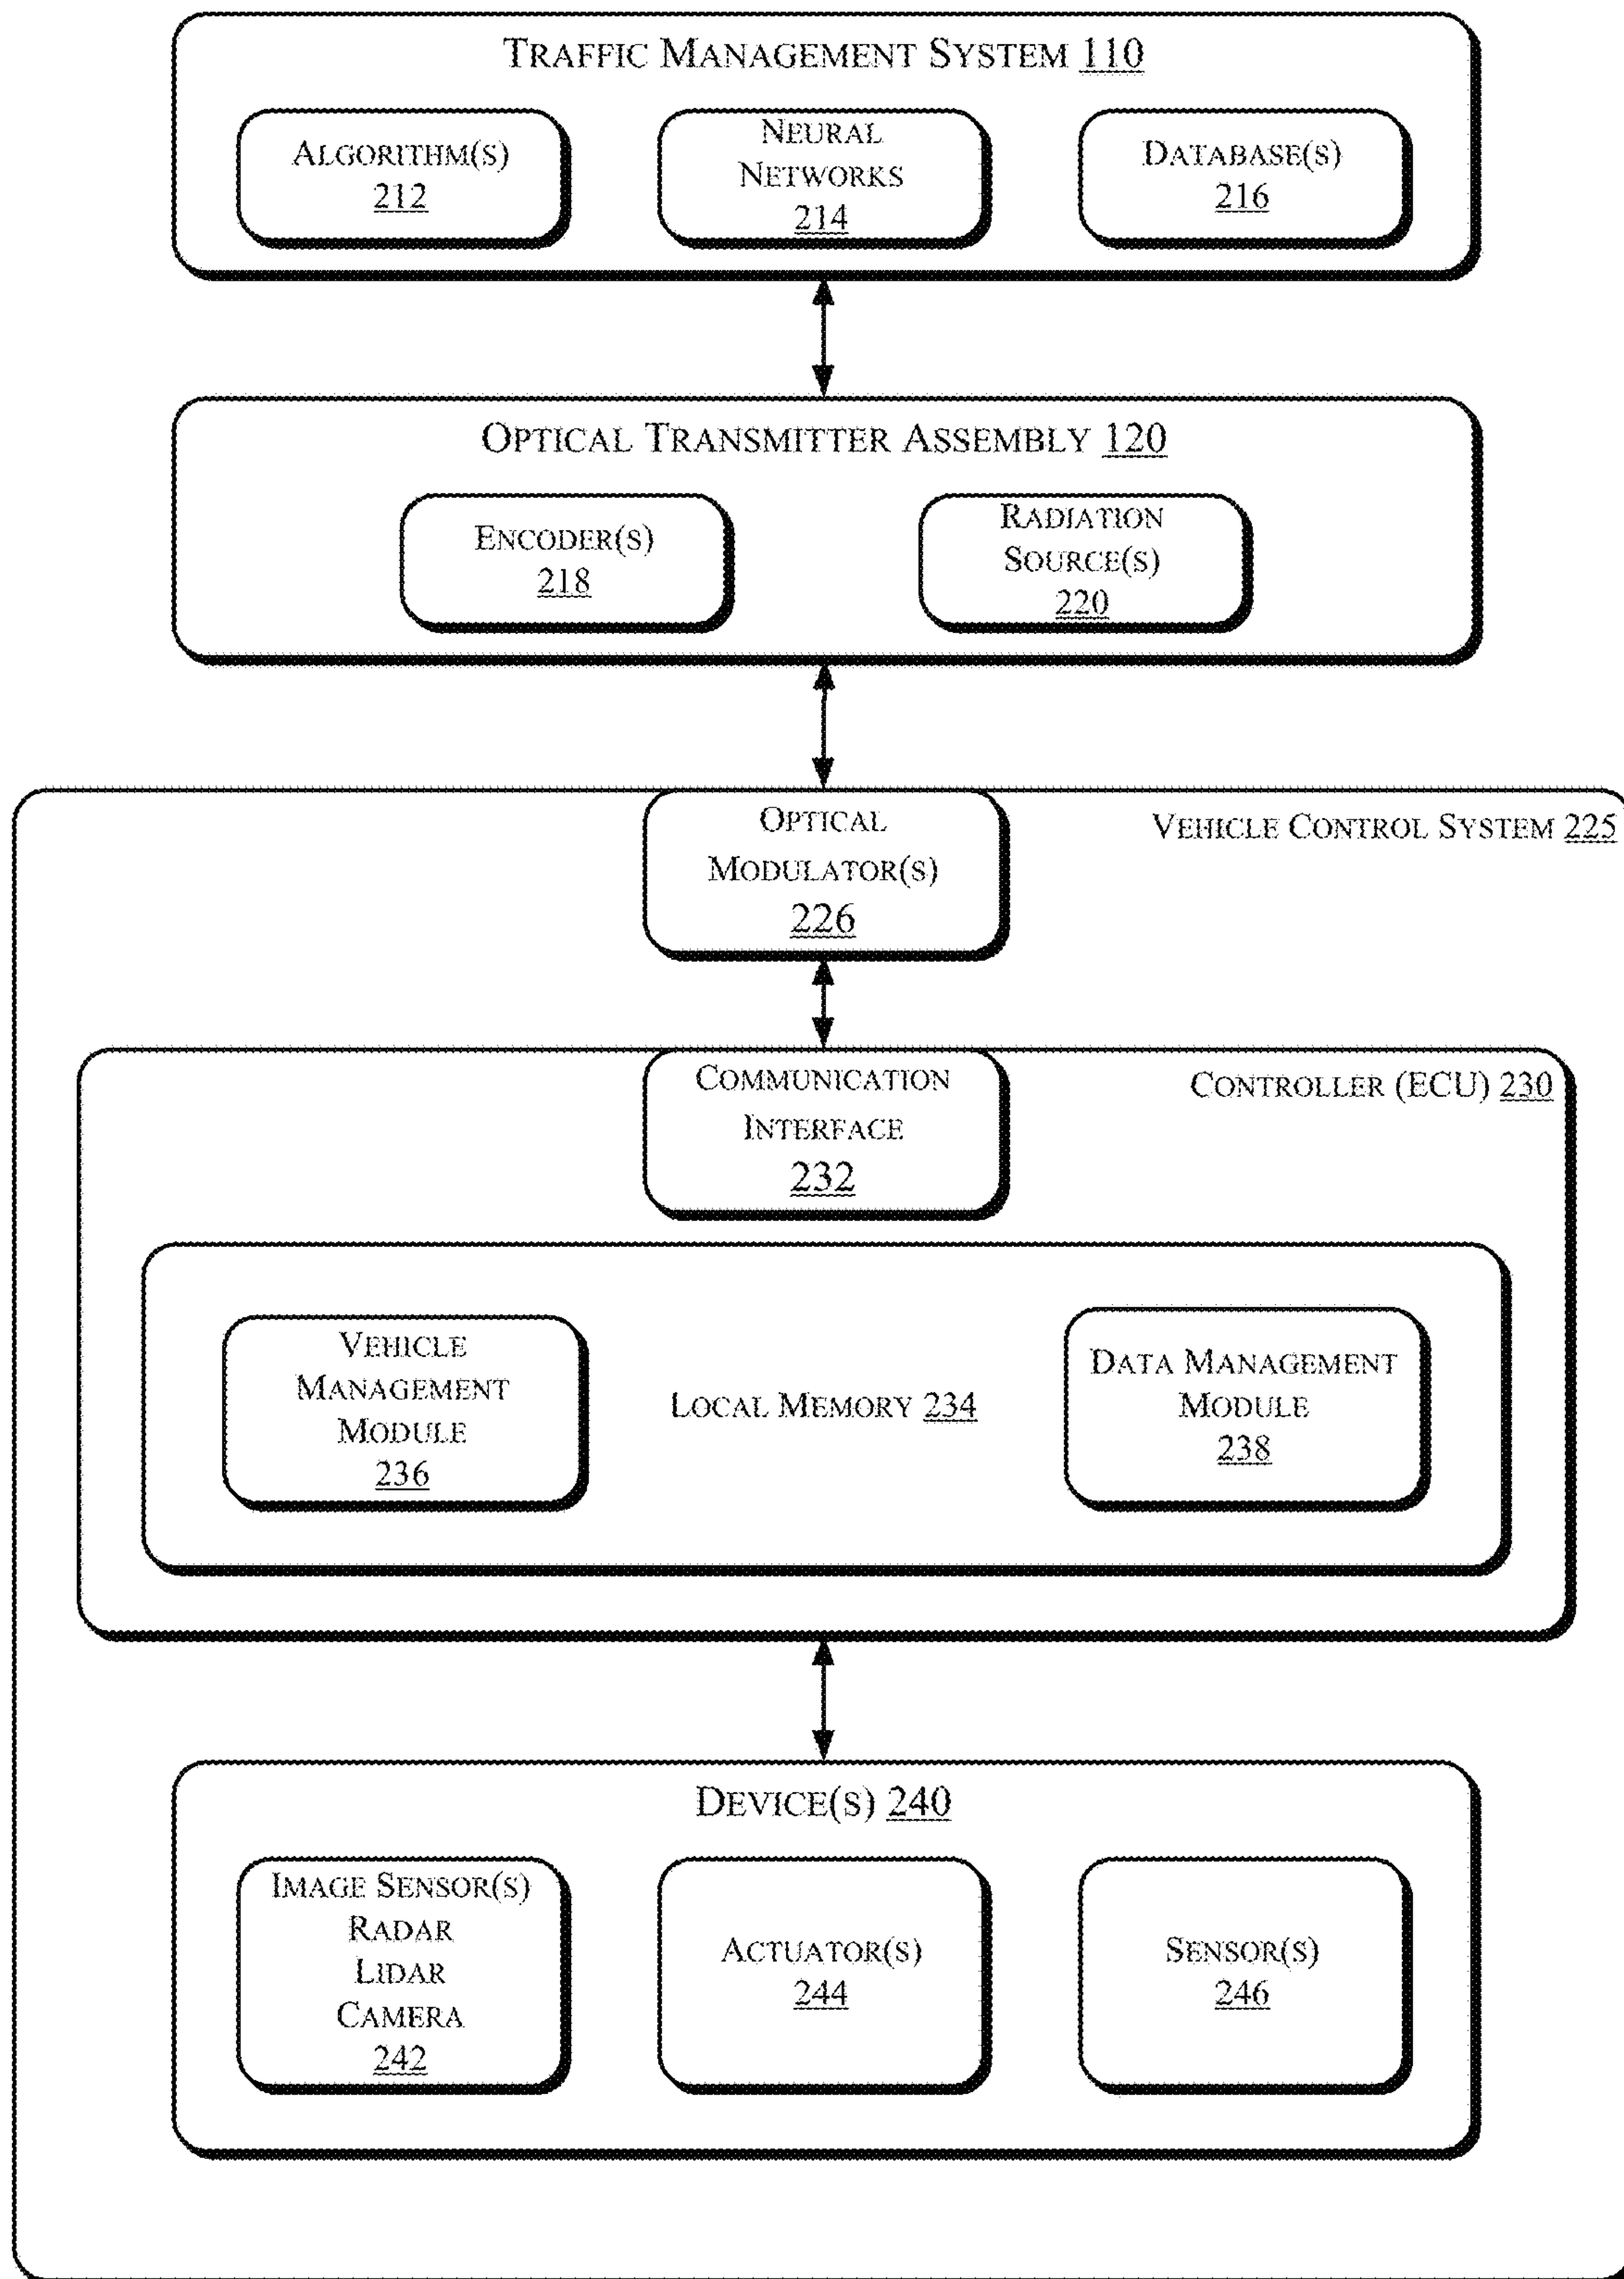 TRAFFIC MANAGEMENT SYSTEM 110
ALGORITHM(S)
212
NEURAL
NETWORKS
214
DATABASE(S)
216
OPTICAL TRANSMITTER ASSEMBLY 120
ENCODER(S)
218
RADIATION
SOURCE(S)
220
OPTICAL
MODULATOR(S)
226
VEHICLE CONTROL SYSTEM 225
COMMUNICATION
INTERFACE
232
CONTROLLER (ECU) 230
VEHICLE
MANAGEMENT
MODULE
236
LOCAL MEMORY 234
DATA MANAGEMENT
MODULE
238
DEVICE(S) 240
IMAGE SENSOR(S)
RADAR
LIDAR
CAMERA
242
ACTUATOR(S)
244
SENSOR(S)
246